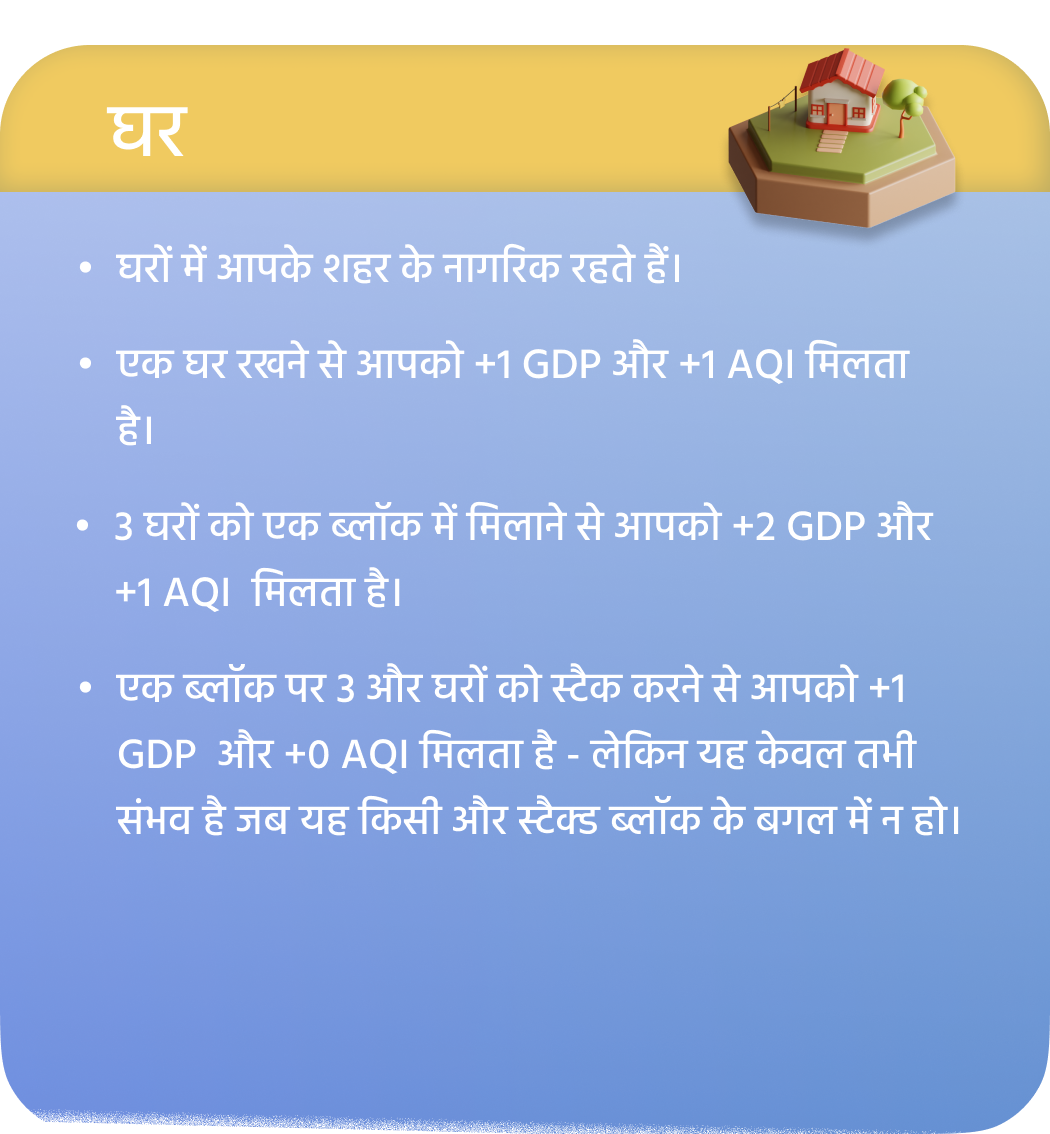 घर
• घरों में आपके शहर के नागरिक रहते हैं।
• एक घर रखने से आपको +1 GDP और +1 AQI मिलता
है।
• 3 घरों को एक ब्लॉक में मिलाने से आपको +2 GDP और
+1 AQI मिलता है।
• एक ब्लॉक पर 3 और घरों को स्टैक करने से आपको +1
GDP और +0 AQI मिलता है - लेकिन यह केवल तभी
संभव है जब यह किसी और स्टैक्ड ब्लॉक के बगल में न हो।